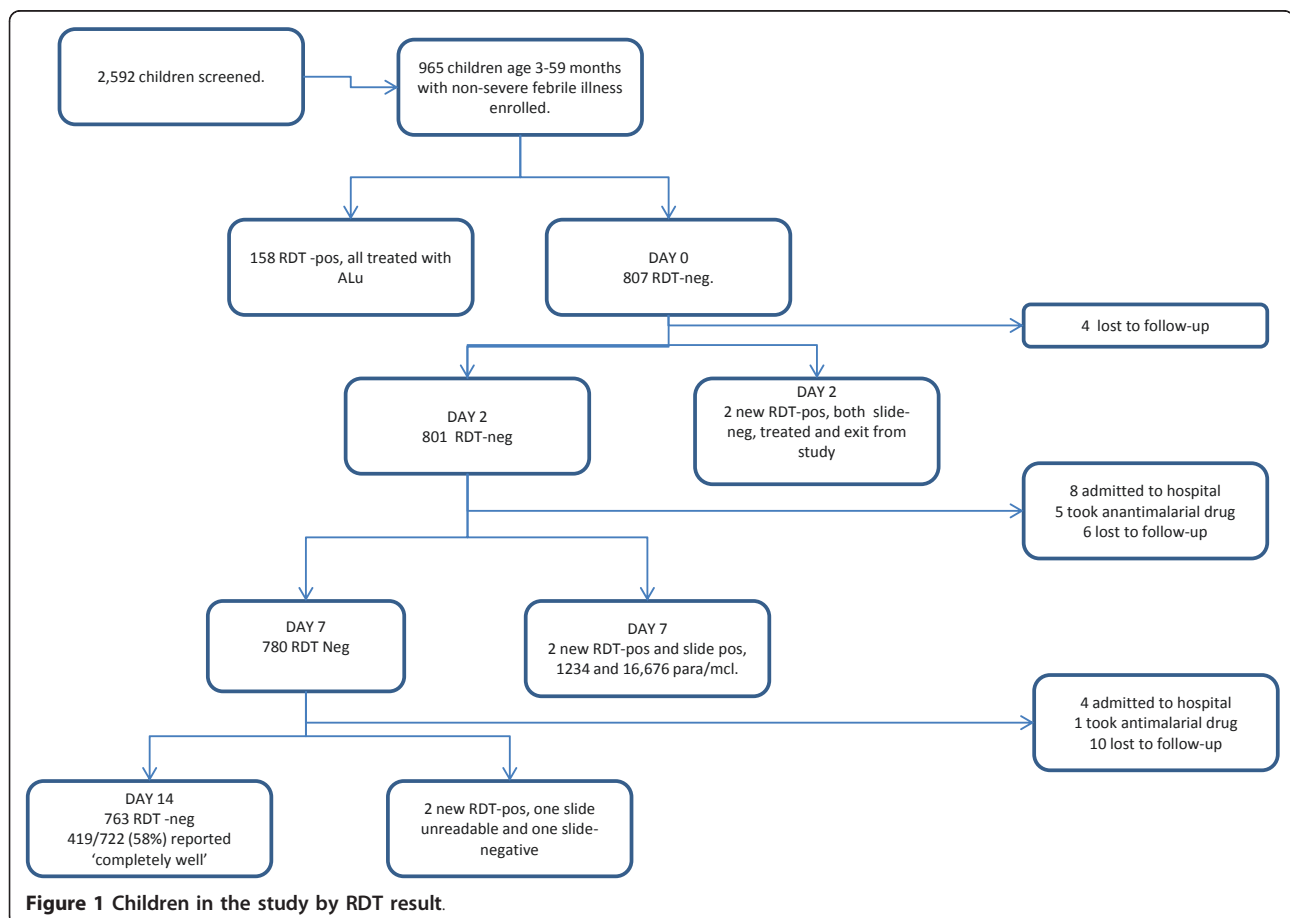 2,592 children screened.
965 children age 3-59 months
with non-severe febrile illness
enrolled.
158 RDT -pos, all treated with
ALu
DAY 0
807 RDT-neg.
4 lost to follow-up
DAY 2
801 RDT-neg
DAY 2
2 new RDT-pos, both slide-
neg, treated and exit from
study
8 admitted to hospital
5 took anantimalarial drug
6 lost to follow-up
DAY 7
780 RDT Neg
DAY 7
2 new RDT-pos and slide pos,
1234 and 16,676 para/mcl.
4 admitted to hospital
1 took antimalarial drug
10 lost to follow-up
DAY 14
763 RDT -neg
419/722 (58%) reported
‘completely well’
2 new RDT-pos, one slide
unreadable and one slide-
negative
Figure 1 Children in the study by RDT result.